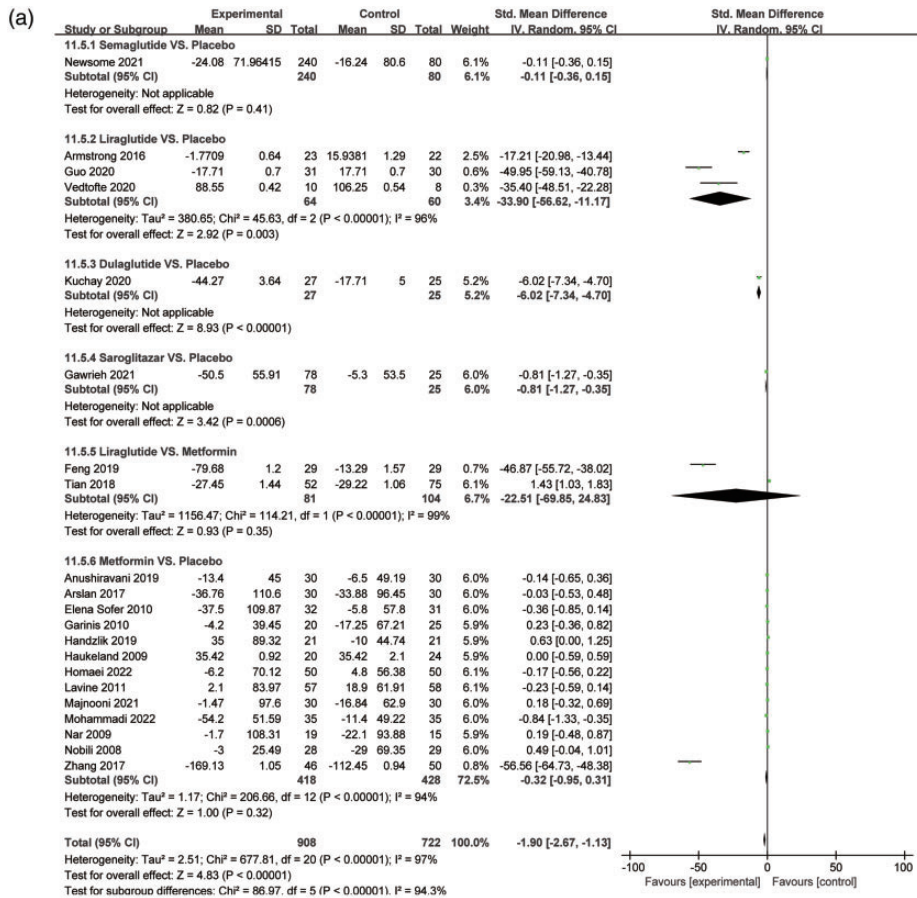 (a)
Experimental Control Std. Mean Difference Std. Mean Difference
Study or Subgroup Mean SD Total Mean SD Total Weight IV. Random. 95% CI IV. Random. 95% CI
11.5.1 Semaglutide VS. Placebo
Newsome 2021 -24.08 71.96415 240 -16.24 80.6 80 6.1% -0.11 [-0.36, 0.15]
Subtotal (95% CI) 240 80 6.1% -0.11 [-0.36, 0.15]
Heterogeneity: Not applicable
Test for overall effect: Z = 0.82 (P = 0.41)
11.5.2 Liraglutide VS. Placebo
Armstrong 2016 -1.7709 0.64 23 15.9381 1.29 22 2.5% -17.21 [-20.98, -13.44]
Guo 2020 -17.71 0.7 31 17.71 0.7 30 0.6% -49.95 [-59.13, -40.78]
Vedtofte 2020 88.55 0.42 10 106.25 0.54 8 0.3% -35.40 [-48.51, -22.28]
Subtotal (95% CI) 64 60 3.4% -33.90 [-56.62, -11.17]
Heterogeneity: Tau² = 380.65; Chi² = 45.63, df = 2 (P < 0.00001); I² = 96%
Test for overall effect: Z = 2.92 (P = 0.003)
11.5.3 Dulaglutide VS. Placebo
Kuchay 2020 -44.27 3.64 27 -17.71 5 25 5.2% -6.02 [-7.34, -4.70]
Subtotal (95% CI) 27 25 5.2% -6.02 [-7.34, -4.70]
Heterogeneity: Not applicable
Test for overall effect: Z = 8.93 (P < 0.00001)
11.5.4 Saroglitazar VS. Placebo
Gawrieh 2021 -50.5 55.91 78 -5.3 53.5 25 6.0% -0.81 [-1.27, -0.35]
Subtotal (95% CI) 78 25 6.0% -0.81 [-1.27, -0.35]
Heterogeneity: Not applicable
Test for overall effect: Z = 3.42 (P = 0.0006)
11.5.5 Liraglutide VS. Metformin
Feng 2019 -79.68 1.2 29 -13.29 1.57 29 0.7% -46.87 [-55.72, -38.02]
Tian 2018 -27.45 1.44 52 -29.22 1.06 75 6.1% 1.43 [1.03, 1.83]
Subtotal (95% CI) 81 104 6.7% -22.51 [-69.85, 24.83]
Heterogeneity: Tau² = 1156.47; Chi² = 114.21, df = 1 (P < 0.00001); I² = 99%
Test for overall effect: Z = 0.93 (P = 0.35)
11.5.6 Metformin VS. Placebo
Anushiravani 2019 -13.4 45 30 -6.5 49.19 30 6.0% -0.14 [-0.65, 0.36]
Arslan 2017 -36.76 110.6 30 -33.88 96.45 30 6.0% -0.03 [-0.53, 0.48]
Elena Sofer 2010 -37.5 109.87 32 -5.8 57.8 31 6.0% -0.36 [-0.85, 0.14]
Garinis 2010 -4.2 39.45 20 -17.25 67.21 25 5.9% 0.23 [-0.36, 0.82]
Handzlik 2019 35 89.32 21 -10 44.74 21 5.9% 0.63 [0.00, 1.25]
Haukeland 2009 35.42 0.92 20 35.42 2.1 24 5.9% 0.00 [-0.59, 0.59]
Homaei 2022 -6.2 70.12 50 4.8 56.38 50 6.1% -0.17 [-0.56, 0.22]
Lavine 2011 2.1 83.97 57 18.9 61.91 58 6.1% -0.23 [-0.59, 0.14]
Majnooni 2021 -1.47 97.6 30 -16.84 62.9 30 6.0% 0.18 [-0.32, 0.69]
Mohammadi 2022 -54.2 51.59 35 -11.4 49.22 35 6.0% -0.84 [-1.33, -0.35]
Nar 2009 -1.7 108.31 19 -22.1 93.88 15 5.9% 0.19 [-0.48, 0.87]
Nobili 2008 -3 25.49 28 -29 69.35 29 5.9% 0.49 [-0.04, 1.01]
Zhang 2017 -169.13 1.05 46 -112.45 0.94 50 0.8% -56.56 [-64.73, -48.38]
Subtotal (95% CI) 418 428 72.5% -0.32 [-0.95, 0.31]
Heterogeneity: Tau² = 1.17; Chi² = 206.66, df = 12 (P < 0.00001); I² = 94%
Test for overall effect: Z = 1.00 (P = 0.32)
Total (95% CI) 908 722 100.0% -1.90 [-2.67, -1.13]
Heterogeneity: Tau² = 2.51; Chi² = 677.81, df = 20 (P < 0.00001); I² = 97%
Test for overall effect: Z = 4.83 (P < 0.00001)
Test for subgroup differences: Chi² = 86.97, df = 5 (P < 0.00001), I² = 94.3%
-100 -50 0 50 100
Favours [experimental] Favours [control]